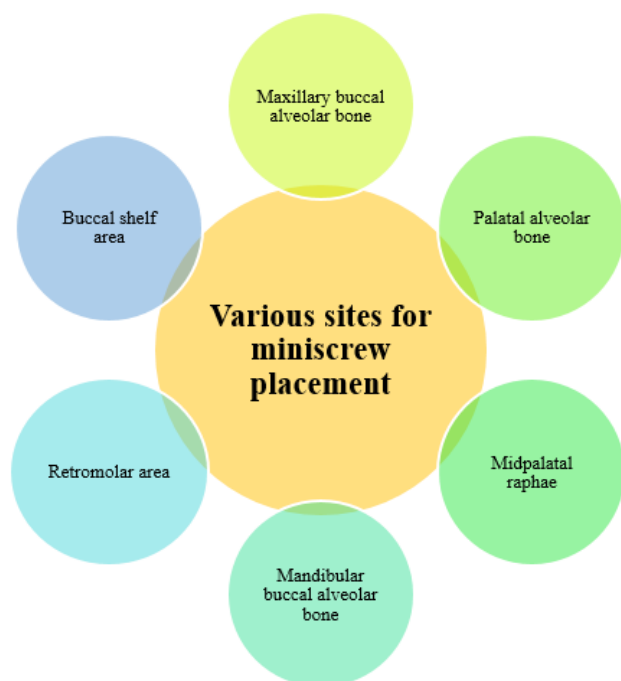 Maxillary buccal
alveolar bone
Buccal shelf
area
Palatal alveolar
bone
Various sites for
miniscrew
placement
Retromolar area
Midpalatal
raphae
Mandibular
buccal alveolar
bone